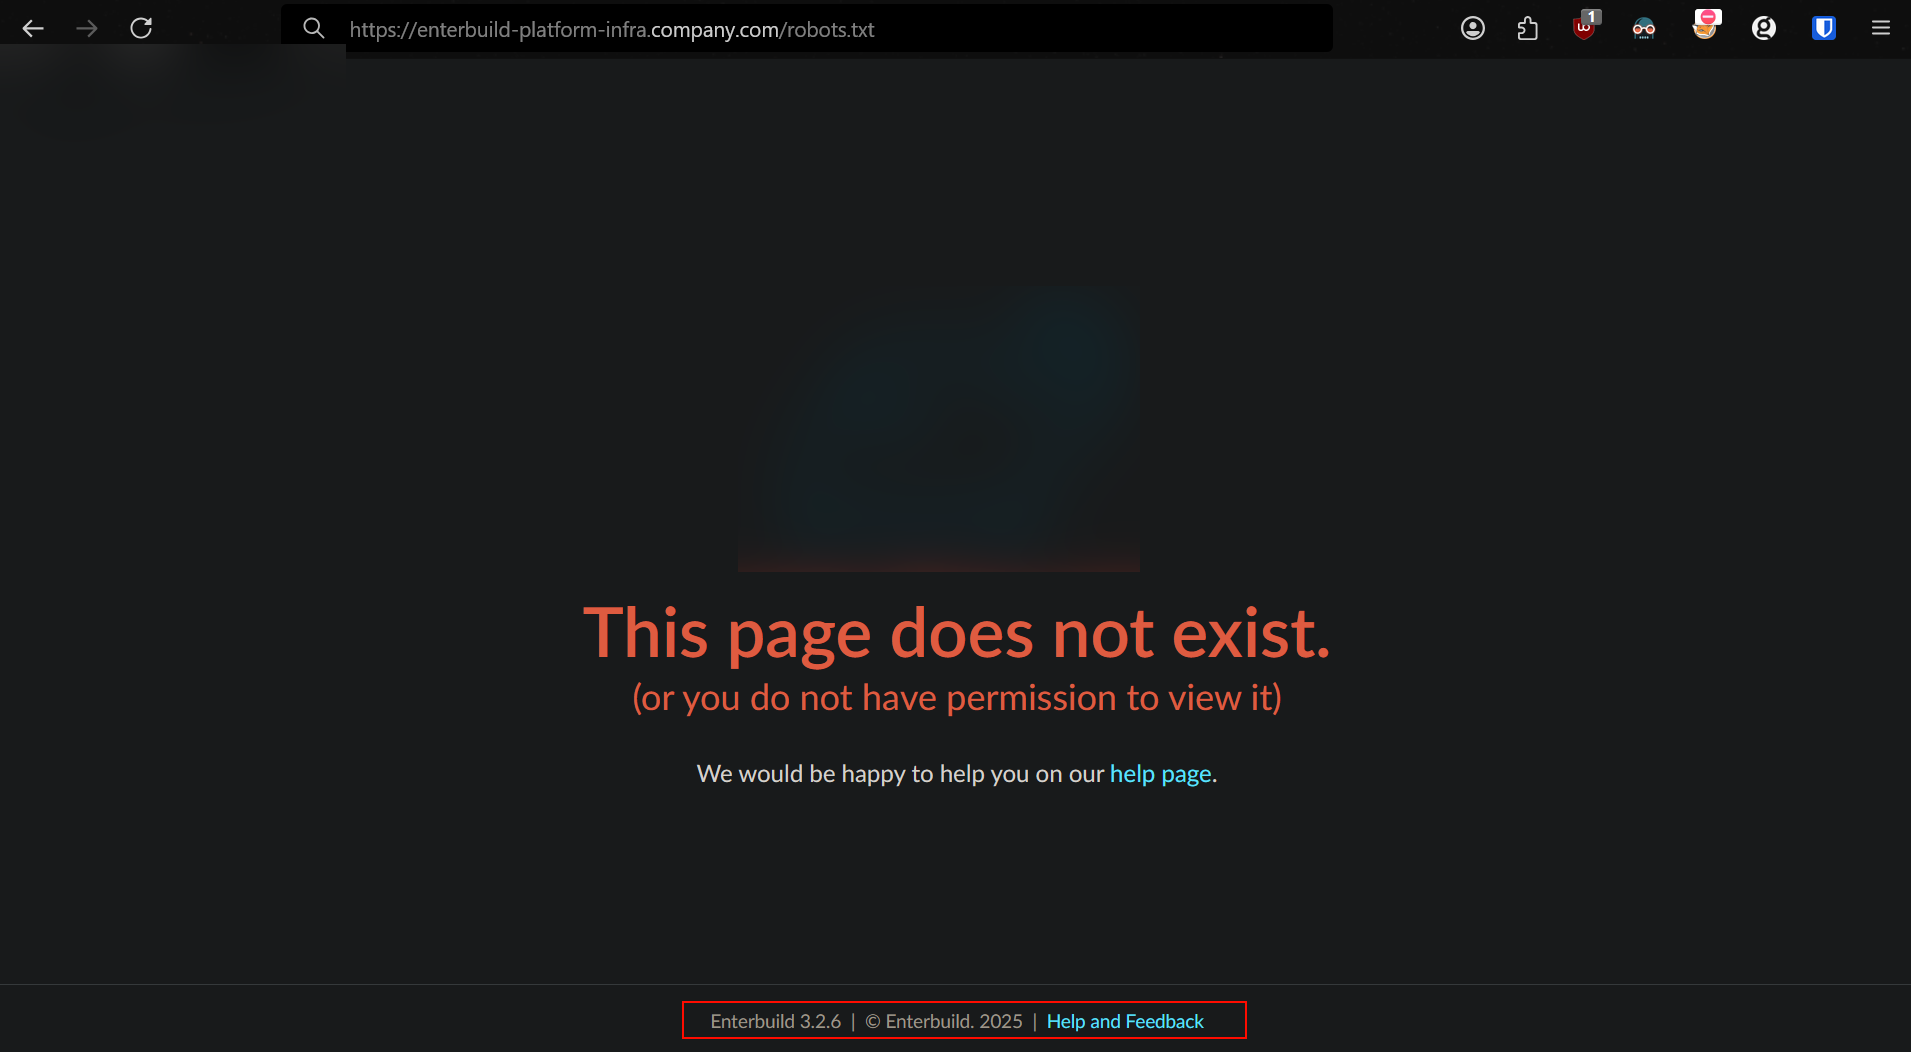 https://enterbuild-platform-infra.company.com/robots.txt
1
This page does not exist.
(or you do not have permission to view it)
We would be happy to help you on our help page.
Enterbuild 3.2.6 | © Enterbuild. 2025 | Help and Feedback